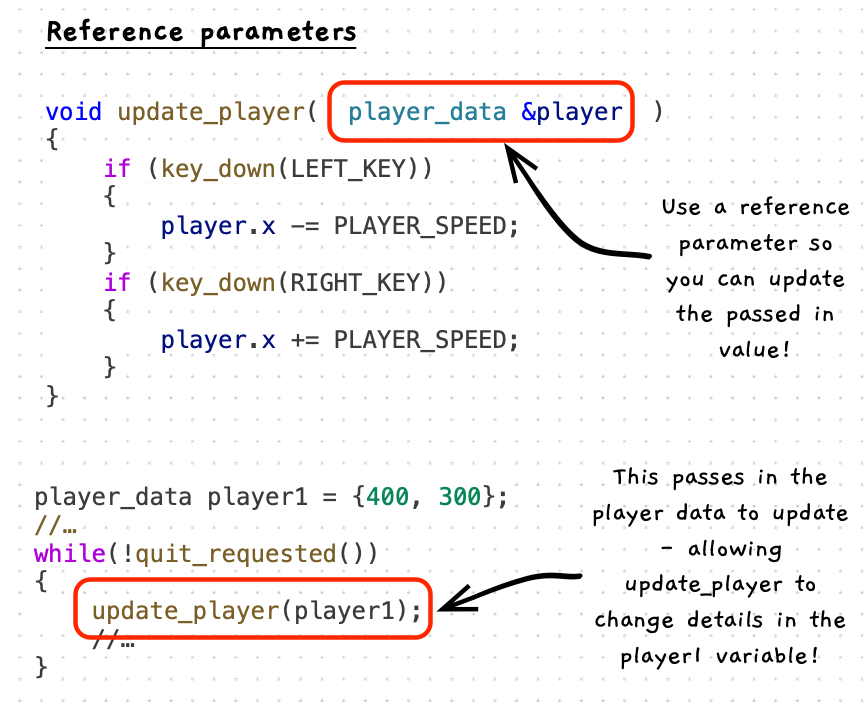 Reference parameters
void update_player( player_data &player )
{
if (key_down(LEFT_KEY))
{
player.x -= PLAYER_SPEED;
}
if (key_down(RIGHT_KEY))
{
player.x += PLAYER_SPEED;
}
}
Use a reference
parameter so
you can update
the passed in
value!
player_data player1 = {400, 300};
//…
while(!quit_requested())
{
update_player(player1);
//…
}
This passes in the
player data to update
- allowing
update_player to
change details in the
player1 variable!